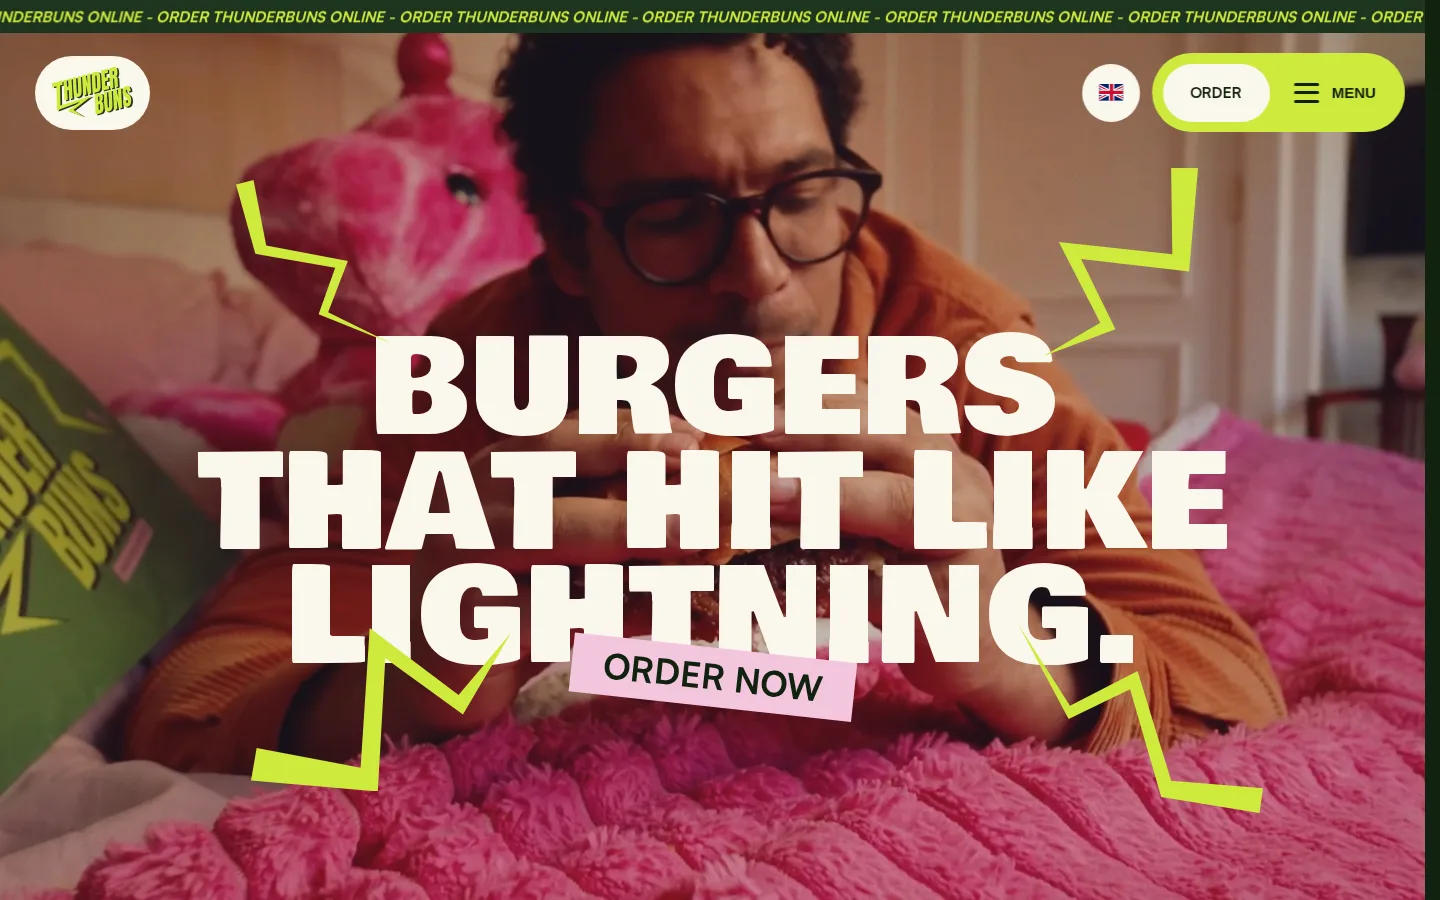 NDERBUNS ONLINE - ORDER THUNDERBUNS ONLINE - ORDER THUNDERBUNS ONLINE - ORDER THUNDERBUNS ONLINE - ORDER THUNDERBUNS ONLINE - ORDER THUNDERBUNS ONLINE - ORDER
THUNDER
BUNS
ORDER
MENU
BURGERS
THAT HIT LIKE
LIGHTNING.
BUNS
ORDER NOW